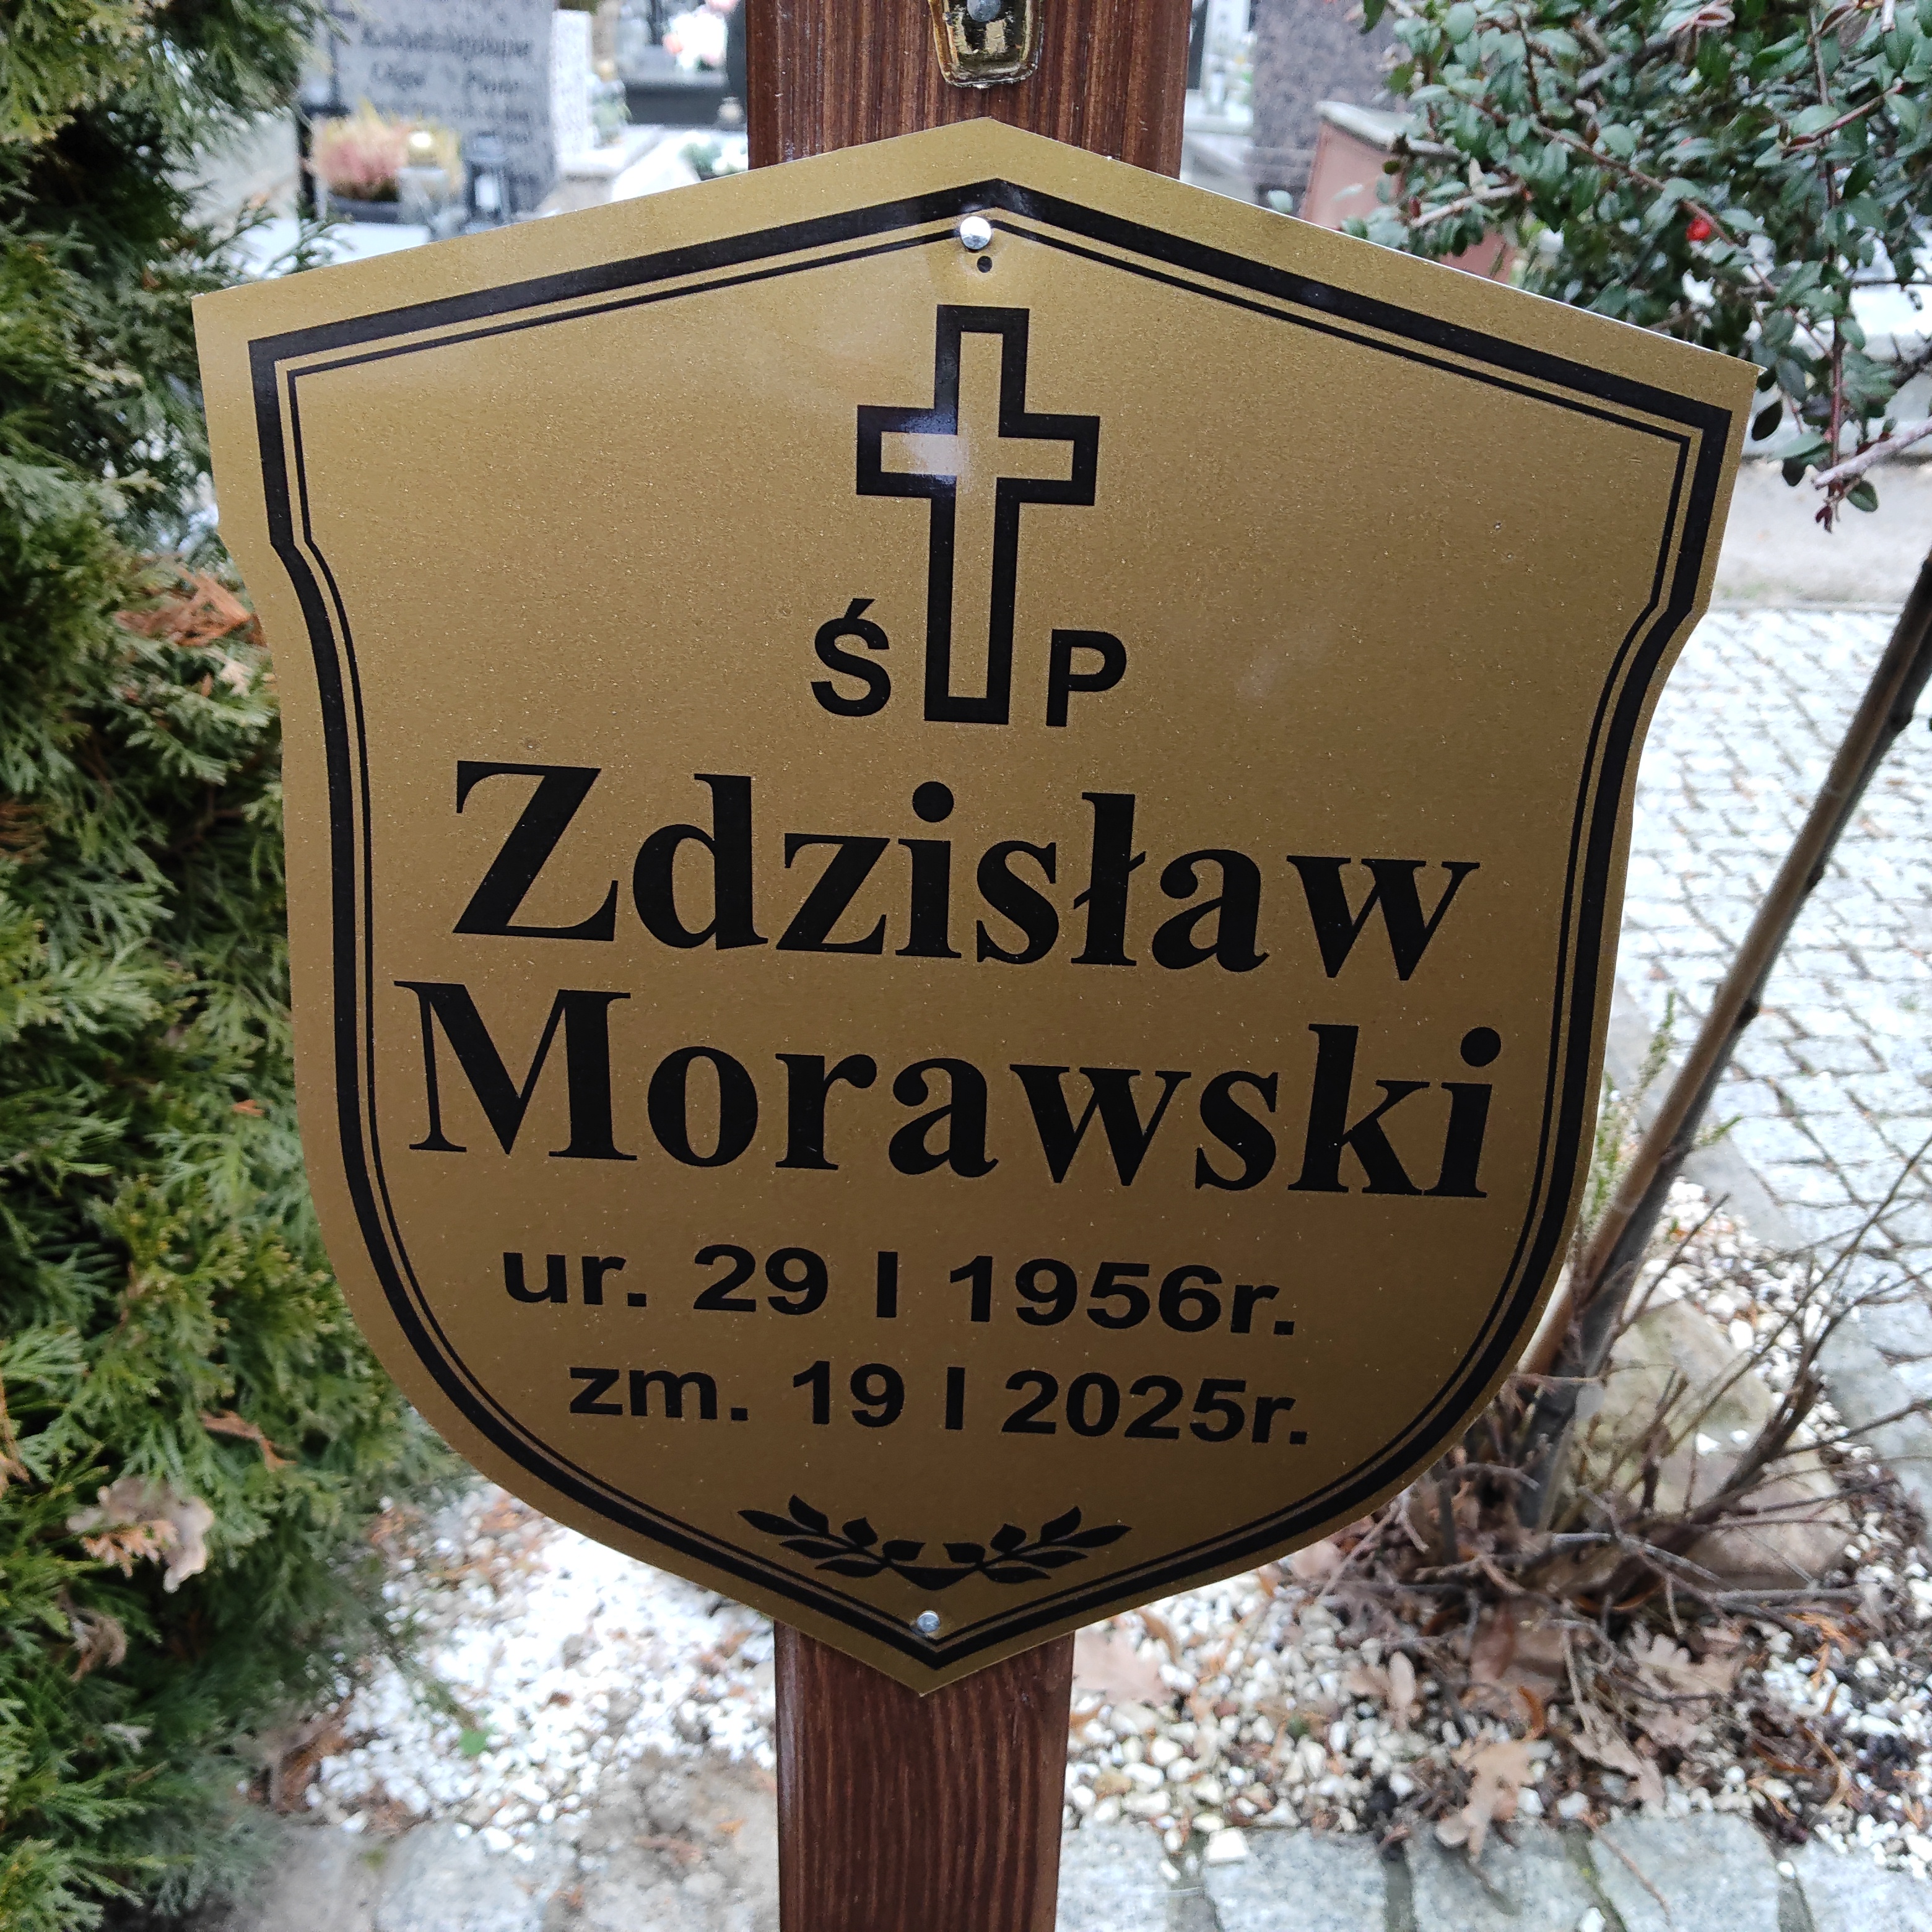 Ś P
Zdzisław
Morawski
ur. 29 I 1956r.
zm. 19 I 2025r.